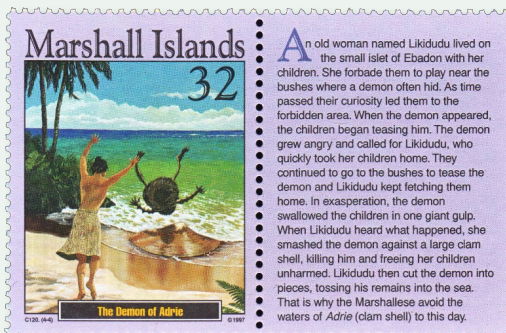 Marshall Islands
32
The Demon of Adrie
C120. (4-4)
©1997
An old woman named Likidudu lived on
the small islet of Ebadon with her
children. She forbade them to play near the
bushes where a demon often hid. As time
passed their curiosity led them to the
forbidden area. When the demon appeared,
the children began teasing him. The demon
grew angry and called for Likidudu, who
quickly took her children home. They
continued to go to the bushes to tease the
demon and Likidudu kept fetching them
home. In exasperation, the demon
swallowed the children in one giant gulp.
When Likidudu heard what happened, she
smashed the demon against a large clam
shell, killing him and freeing her children
unharmed. Likidudu then cut the demon into
pieces, tossing his remains into the sea.
That is why the Marshallese avoid the
waters of Adrie (clam shell) to this day.